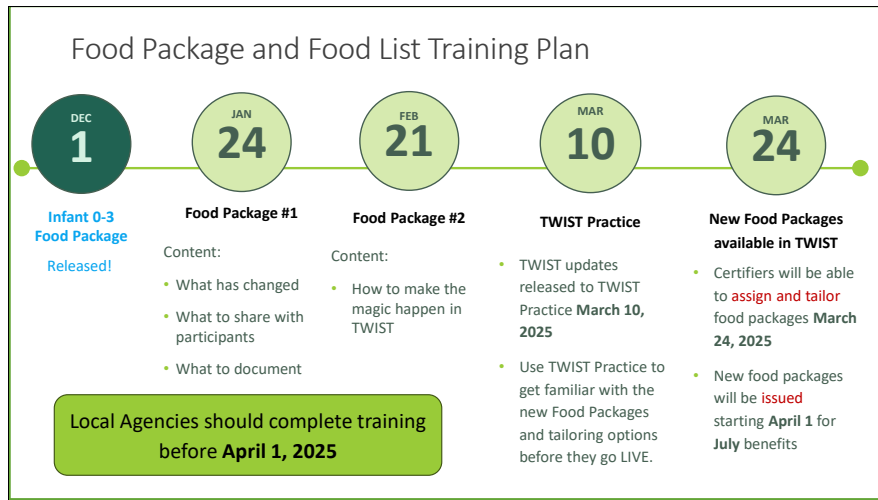 Food Package and Food List Training Plan
DEC
1
JAN
24
FEB
21
MAR
10
MAR
24
Infant 0-3
Food Package
Released!
Food Package #1
Content:
• What has changed
• What to share with
participants
• What to document
Food Package #2
Content:
• How to make the
magic happen in
TWIST
TWIST Practice
• TWIST updates
released to TWIST
Practice March 10,
2025
• Use TWIST Practice to
get familiar with the
new Food Packages
and tailoring options
before they go LIVE.
New Food Packages
available in TWIST
• Certifiers will be able
to assign and tailor
food packages March
24, 2025
• New food packages
will be issued
starting April 1 for
July benefits
Local Agencies should complete training
before April 1, 2025